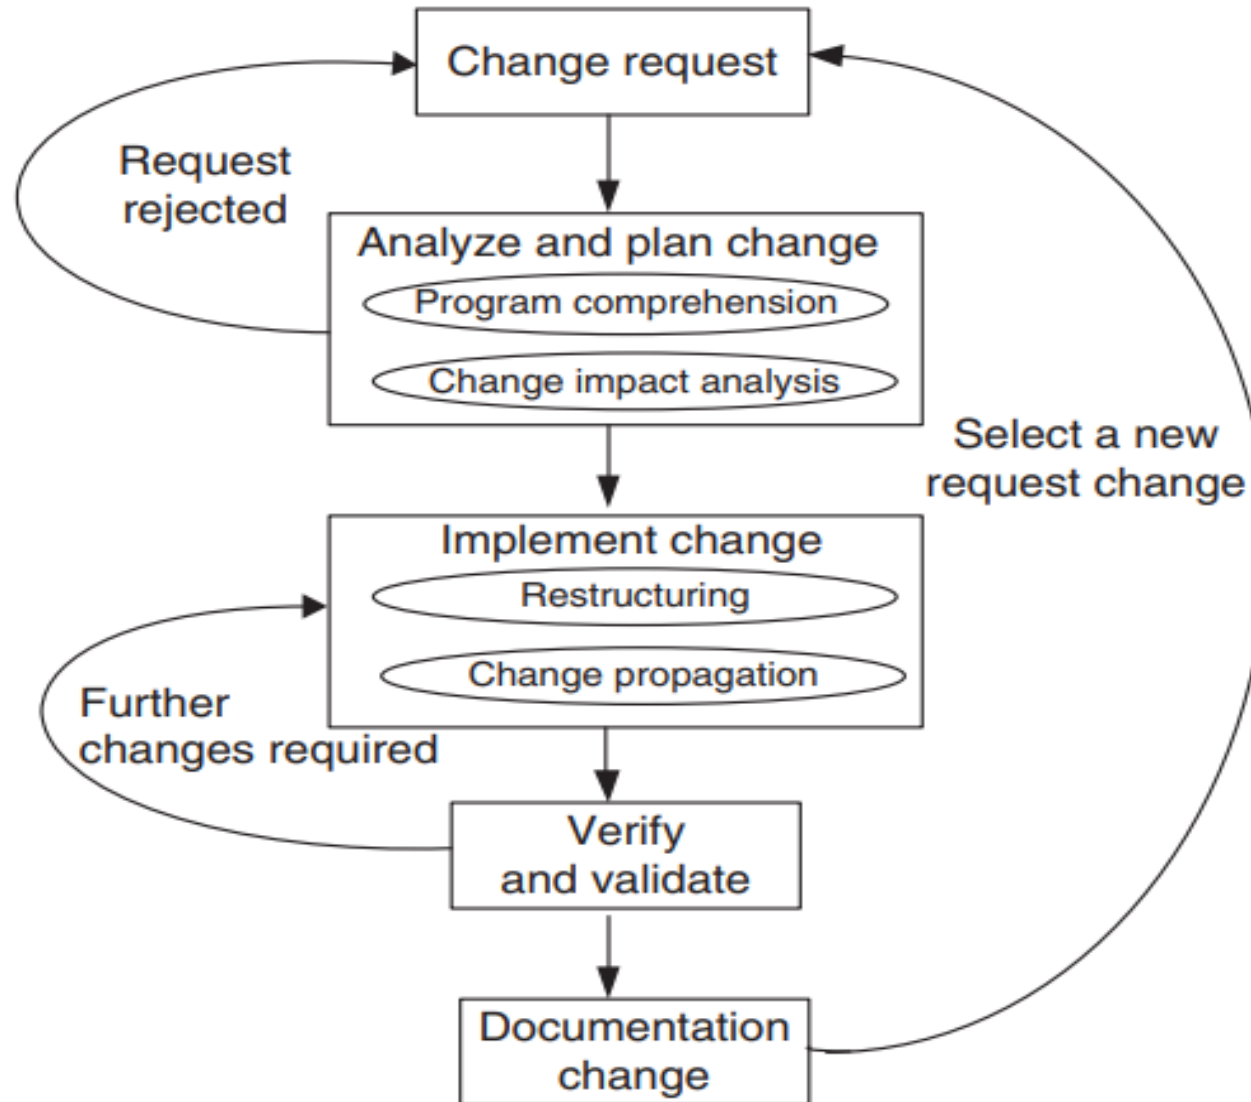 Change request
Request
rejected
Analyze and plan change
Program comprehension
Change impact analysis
Select a new
request change
Implement change
Restructuring
Change propagation
Further
changes required
Verify
and validate
Documentation
change